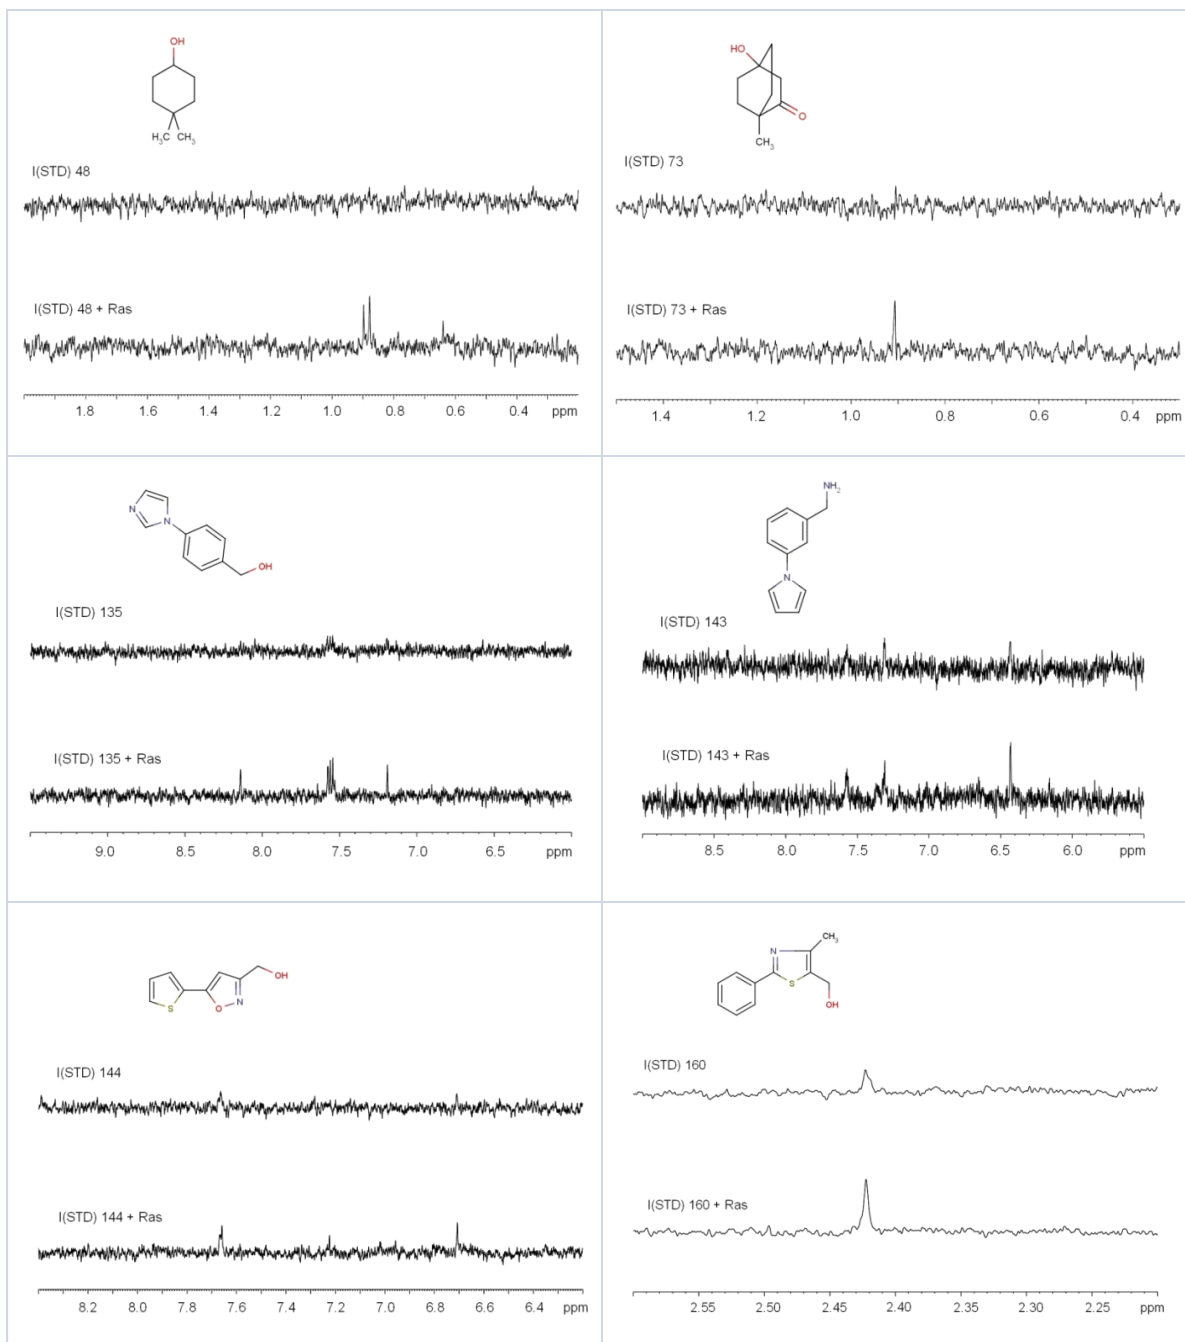 OH
H₃C CH₃
I(STD) 48
I(STD) 48 + Ras
1.8 1.6 1.4 1.2 1.0 0.8 0.6 0.4 ppm
HO
O
CH₃
I(STD) 73
I(STD) 73 + Ras
1.4 1.2 1.0 0.8 0.6 0.4 ppm
N
N
OH
I(STD) 135
I(STD) 135 + Ras
9.0 8.5 8.0 7.5 7.0 6.5 ppm
NH₂
N
I(STD) 143
I(STD) 143 + Ras
8.5 8.0 7.5 7.0 6.5 6.0 ppm
OH
S O N
I(STD) 144
I(STD) 144 + Ras
8.2 8.0 7.8 7.6 7.4 7.2 7.0 6.8 6.6 6.4 ppm
CH₃
N
S
OH
I(STD) 160
I(STD) 160 + Ras
2.55 2.50 2.45 2.40 2.35 2.30 2.25 ppm